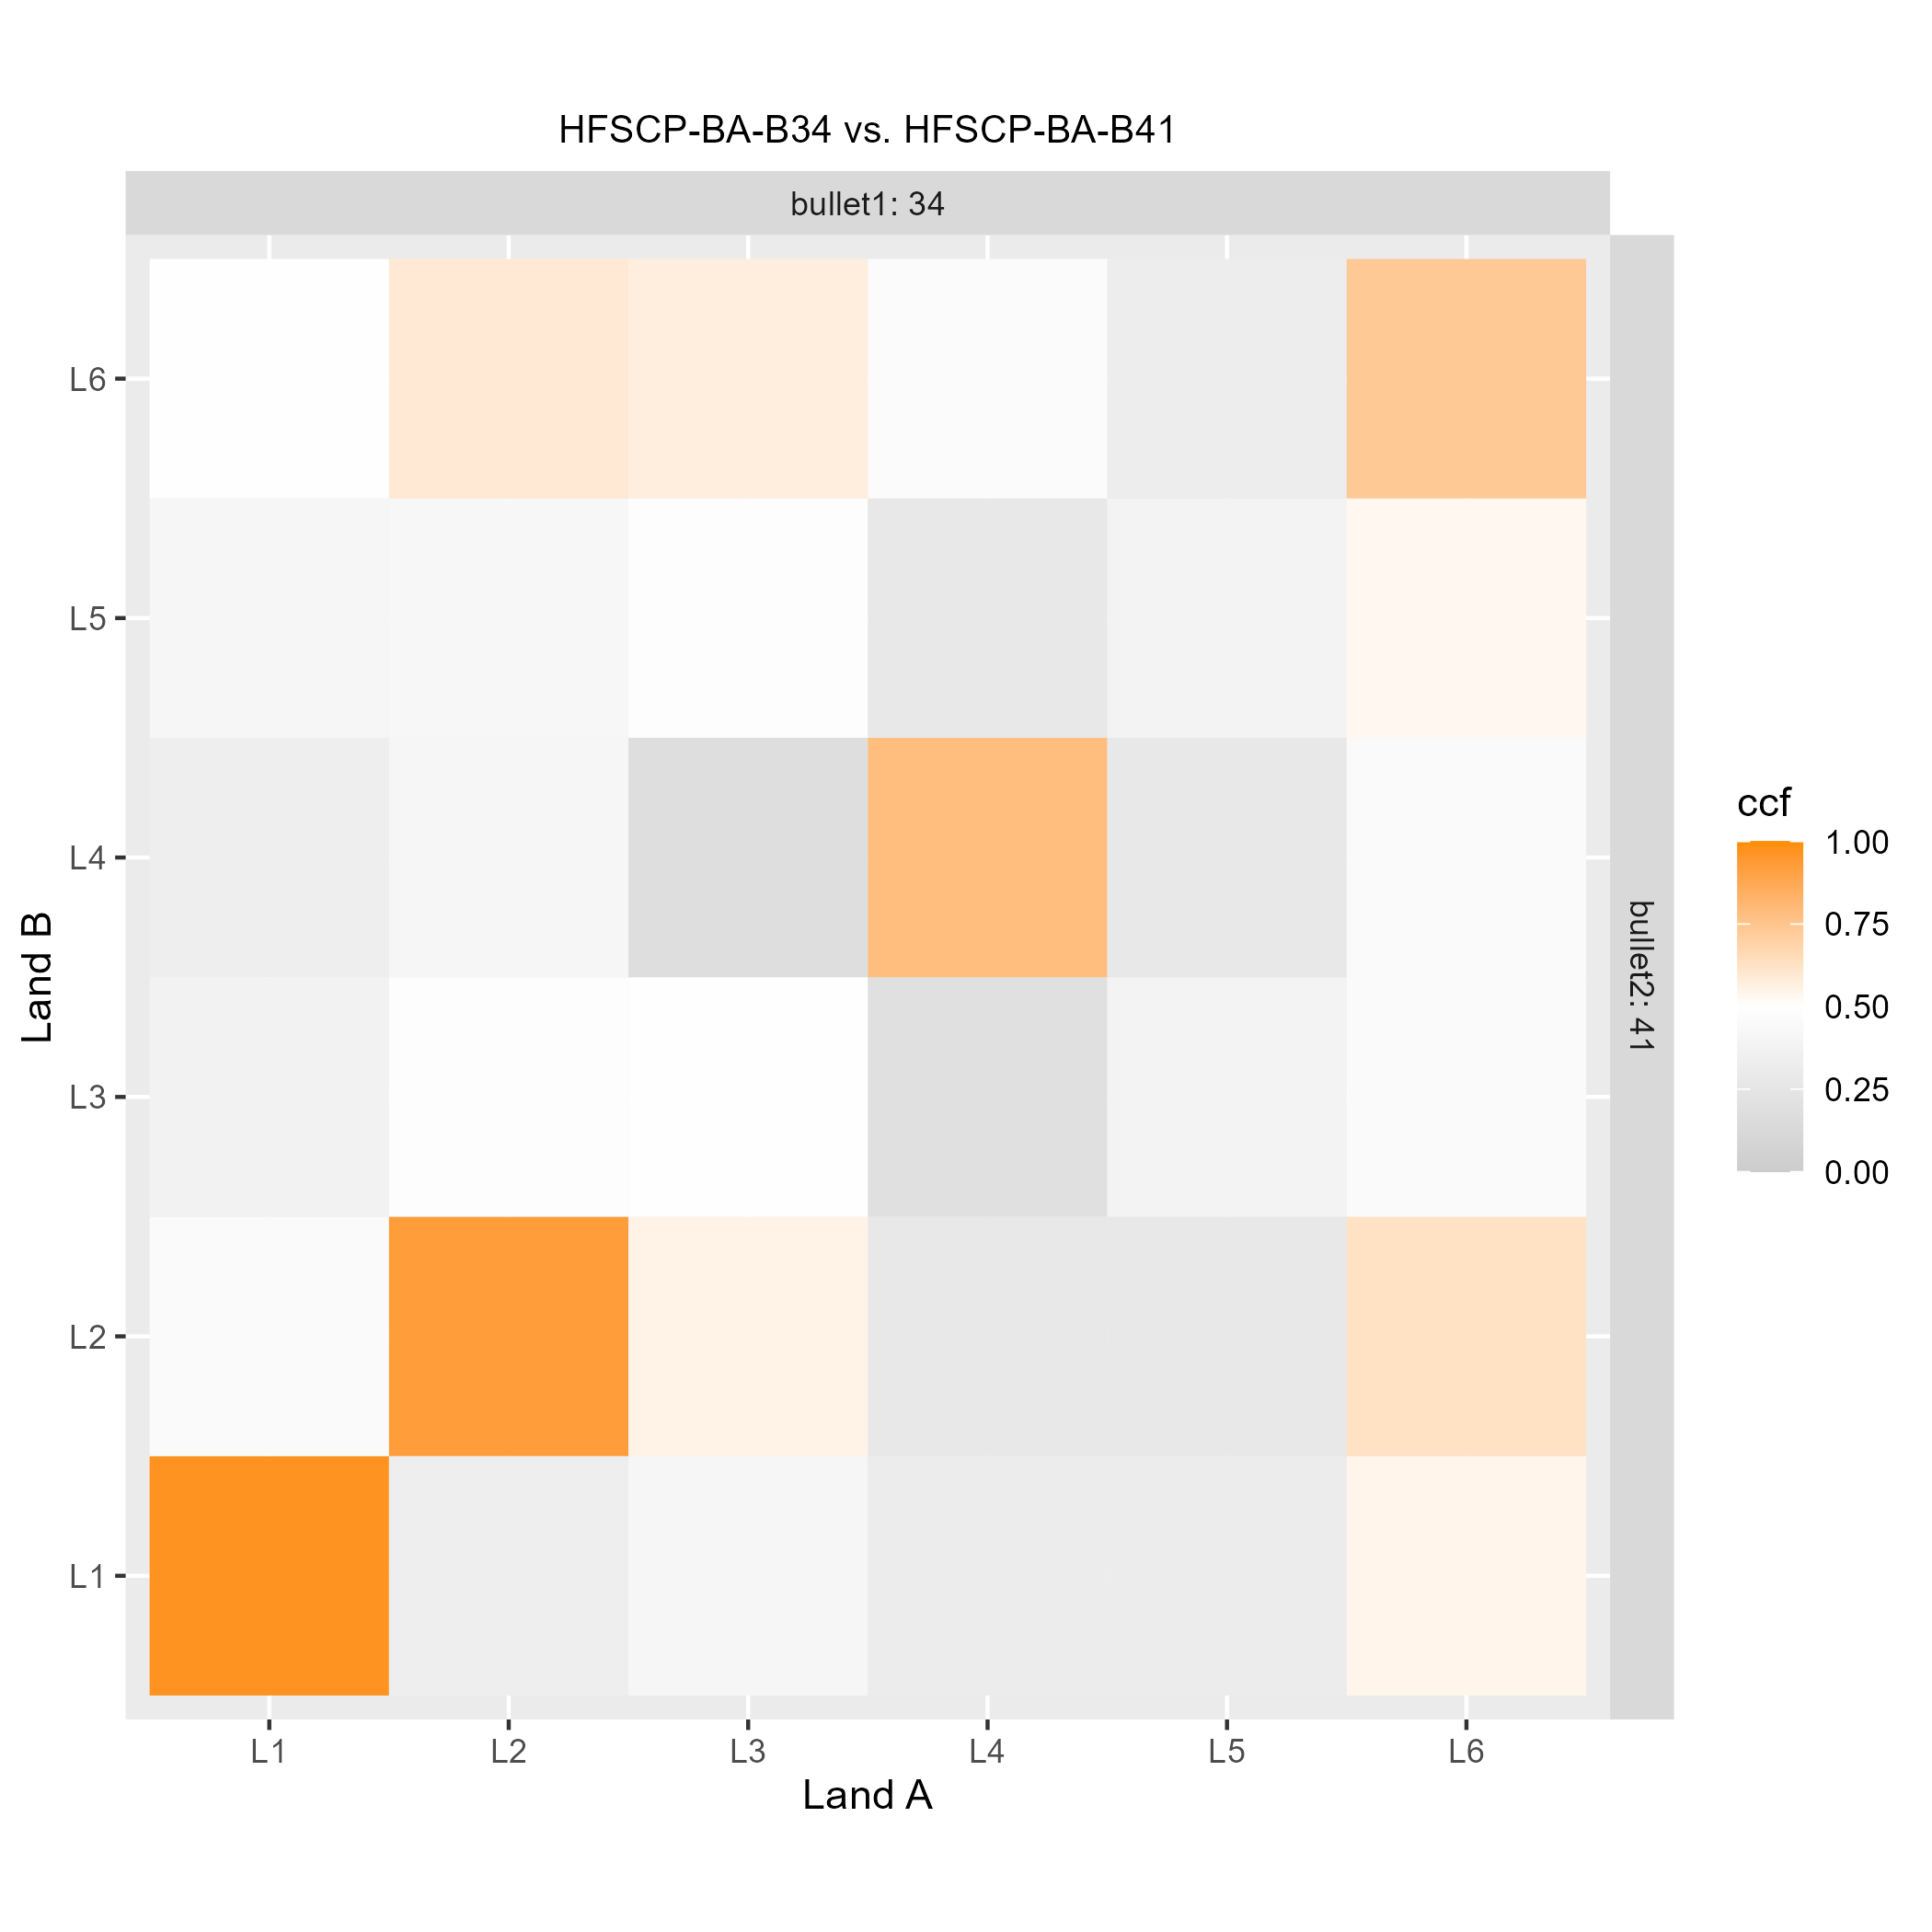 HFSCP-BA-B34 vs. HFSCP-BA-B41
bullet1: 34
L6
L5
L4
L3
L2
L1
Land B
L1 L2 L3 L4 L5 L6
Land A
bullet2: 41
ccf
1.00
0.75
0.50
0.25
0.00